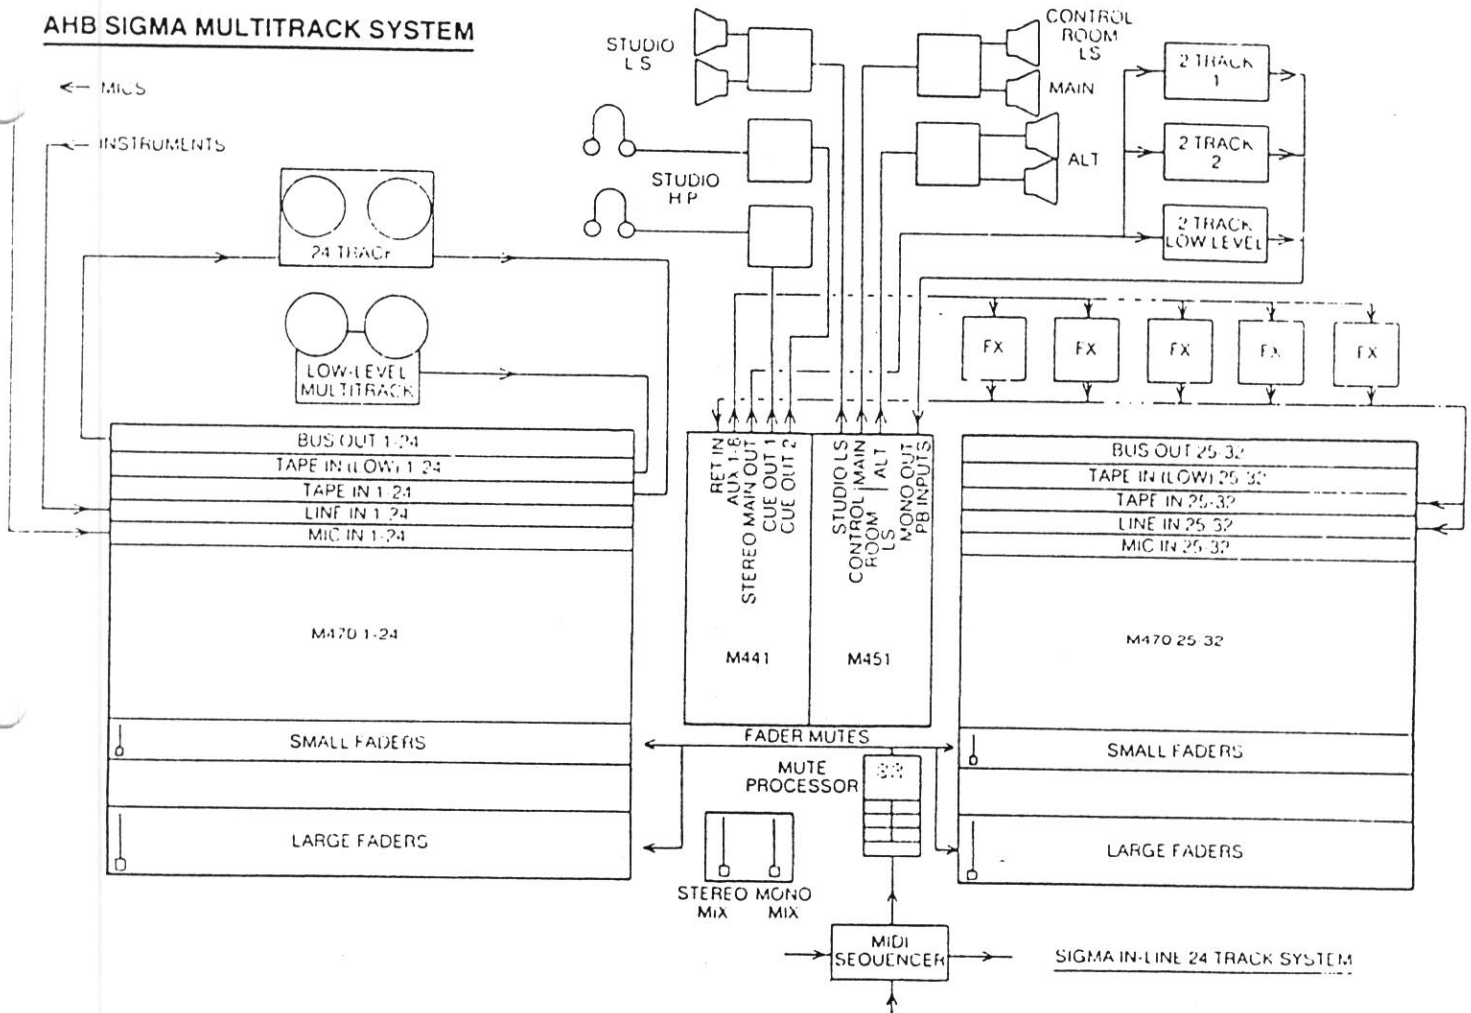 AHB SIGMA MULTITRACK SYSTEM
MICS
INSTRUMENTS
24 TRACK
LOW-LEVEL
MULTITRACK
STUDIO
LS
STUDIO
HP
CONTROL
ROOM
LS
MAIN
ALT
2 TRACK
1
2 TRACK
2
2 TRACK
LOW LEVEL
FX
FX
FX
FX
FX
BUS OUT 1-24
TAPE IN (LOW) 1-24
TAPE IN 1-24
LINE IN 1-24
MIC IN 1-24
M470 1-24
SMALL FADERS
LARGE FADERS
RET IN
AUX 1-8
STEREO MAIN OUT
CUE OUT 1
CUE OUT 2
M441
STUDIO LS
CONTROL MAIN
ROOM ALT
LS
MONO OUT
PB INPUTS
M451
BUS OUT 25-32
TAPE IN (LOW) 25-32
TAPE IN 25-32
LINE IN 25-32
MIC IN 25-32
M470 25-32
SMALL FADERS
LARGE FADERS
FADER MUTES
MUTE
PROCESSOR
STEREO MONO
MIX MIX
MIDI
SEQUENCER
SIGMA IN-LINE 24 TRACK SYSTEM